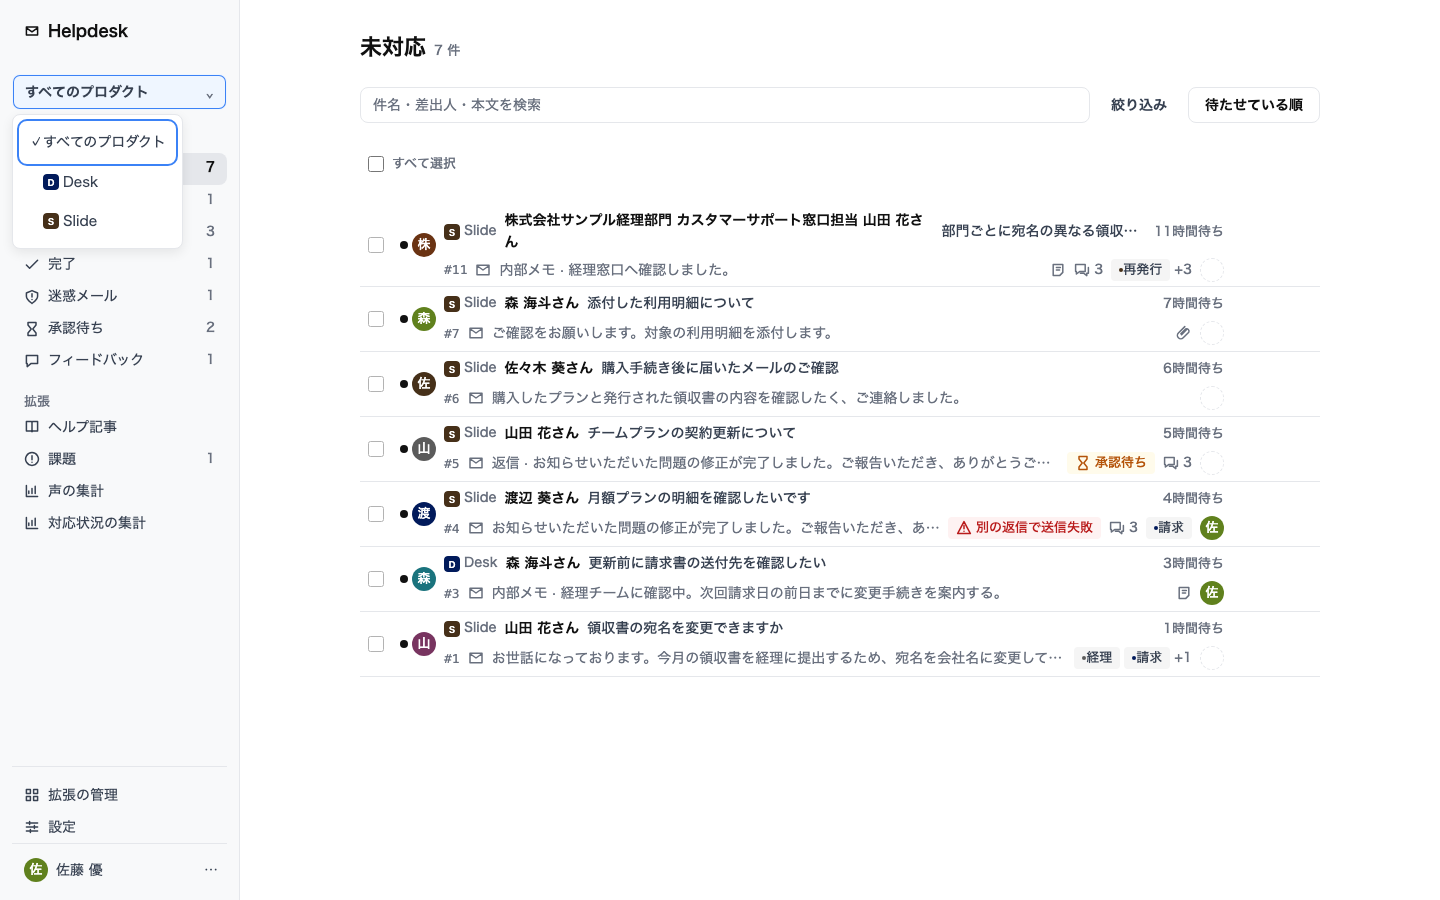 Helpdesk
すべてのプロダクト
✓すべてのプロダクト
D Desk
S Slide
7
1
3
完了 1
迷惑メール 1
承認待ち 2
フィードバック 1
拡張
ヘルプ記事
課題 1
声の集計
対応状況の集計
拡張の管理
設定
佐 佐藤 優 …
未対応 7 件
件名・差出人・本文を検索 絞り込み 待たせている順
すべて選択
株 S Slide 株式会社サンプル経理部門 カスタマーサポート窓口担当 山田 花さ
ん
部門ごとに宛名の異なる領収… 11時間待ち
#11 内部メモ · 経理窓口へ確認しました。 3 •再発行 +3
森 S Slide 森 海斗さん 添付した利用明細について 7時間待ち
#7 ご確認をお願いします。対象の利用明細を添付します。
佐 S Slide 佐々木 葵さん 購入手続き後に届いたメールのご確認 6時間待ち
#6 購入したプランと発行された領収書の内容を確認したく、ご連絡しました。
山 S Slide 山田 花さん チームプランの契約更新について 5時間待ち
#5 返信 · お知らせいただいた問題の修正が完了しました。ご報告いただき、ありがとうご… 承認待ち 3
渡 S Slide 渡辺 葵さん 月額プランの明細を確認したいです 4時間待ち
#4 お知らせいただいた問題の修正が完了しました。ご報告いただき、あ… 別の返信で送信失敗 3 •請求 佐
森 D Desk 森 海斗さん 更新前に請求書の送付先を確認したい 3時間待ち
#3 内部メモ · 経理チームに確認中。次回請求日の前日までに変更手続きを案内する。 佐
山 S Slide 山田 花さん 領収書の宛名を変更できますか 1時間待ち
#1 お世話になっております。今月の領収書を経理に提出するため、宛名を会社名に変更して… •経理 •請求 +1